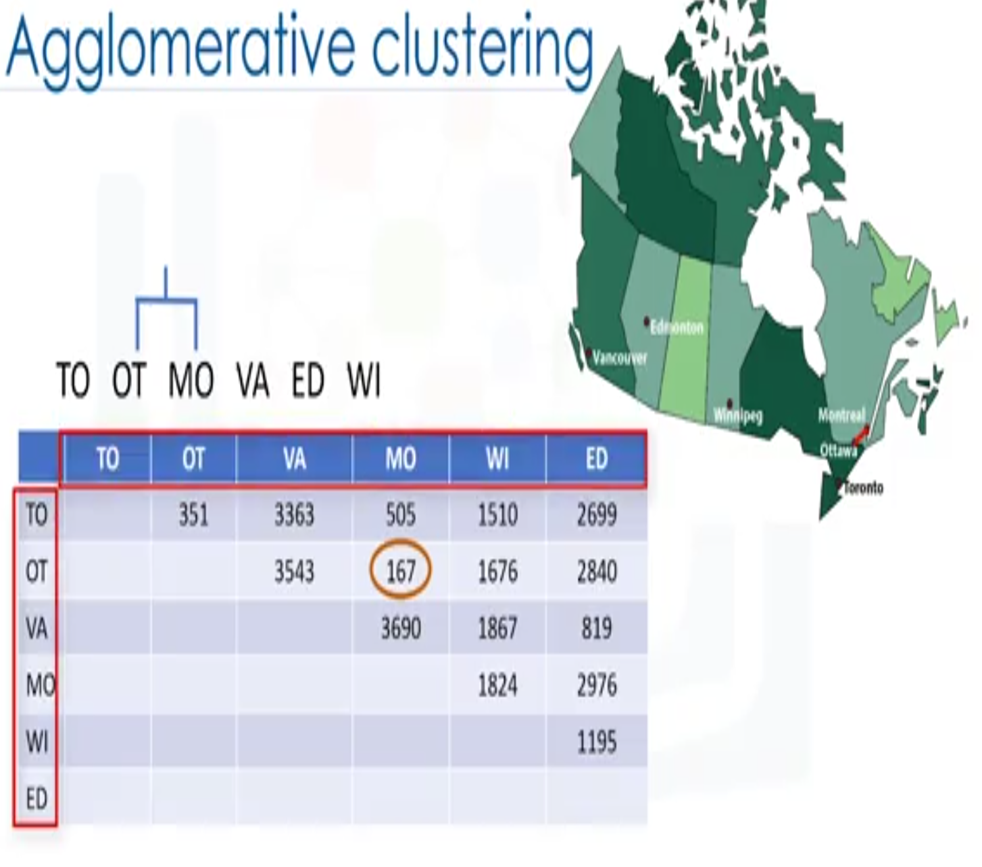 Agglomerative clustering
Edmonton
Vancouver
Winnipeg
Montreal
Ottawa
Toronto
TO OT MO VA ED WI
TO OT VA MO WI ED
TO 351 3363 505 1510 2699
OT 3543 167 1676 2840
VA 3690 1867 819
MO 1824 2976
WI 1195
ED